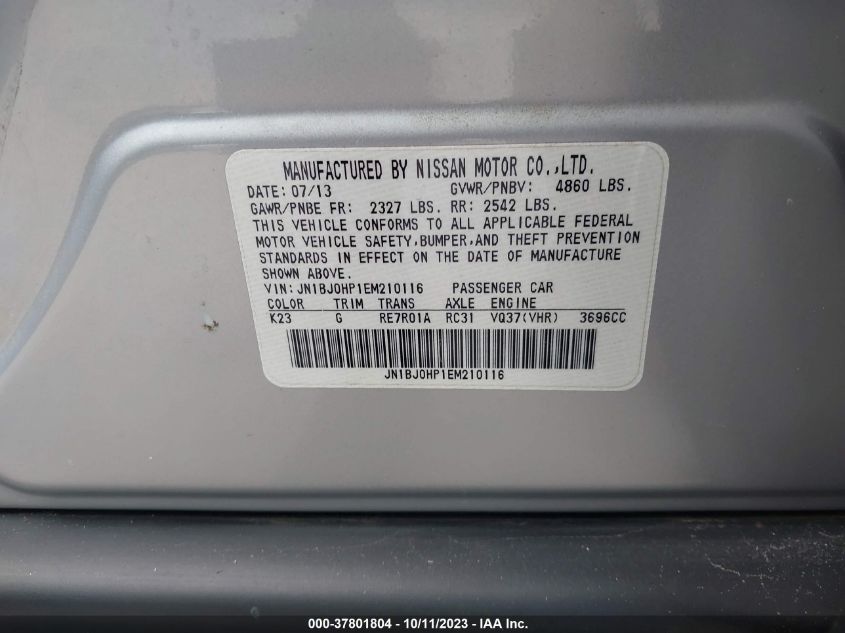 MANUFACTURED BY NISSAN MOTOR CO.,LTD.
DATE: 07/13 GVWR/PNBV: 4860 LBS.
GAWR/PNBE FR: 2327 LBS. RR: 2542 LBS.
THIS VEHICLE CONFORMS TO ALL APPLICABLE FEDERAL
MOTOR VEHICLE SAFETY,BUMPER,AND THEFT PREVENTION
STANDARDS IN EFFECT ON THE DATE OF MANUFACTURE
SHOWN ABOVE.
VIN: JN1BJ0HP1EM210116 PASSENGER CAR
COLOR TRIM TRANS AXLE ENGINE
K23 G RE7R01A RC31 VQ37(VHR) 3696CC
JN1BJ0HP1EM210116
000-37801804 - 10/11/2023 - IAA Inc.